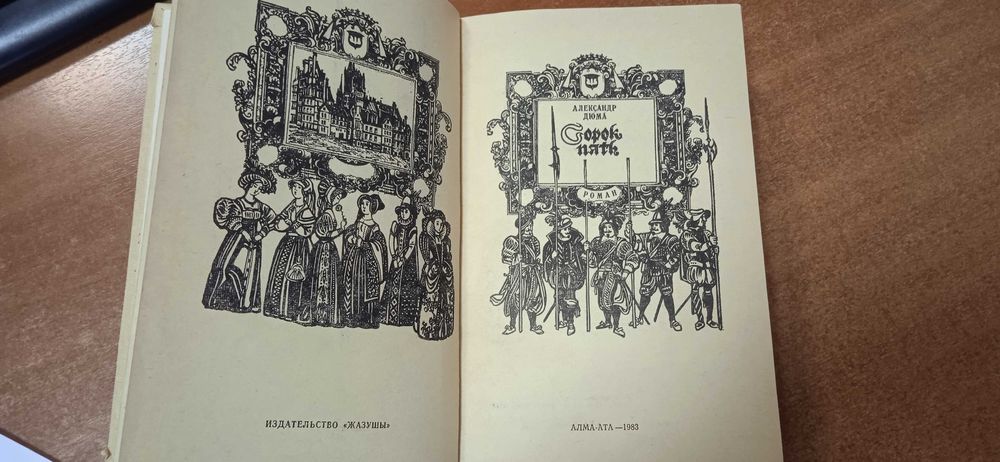 ИЗДАТЕЛЬСТВО «ЖАЗУШЫ»
АЛЕКСАНДР
ДЮМА
Сорок
пять
РОМАН
АЛМА-АТА—1983